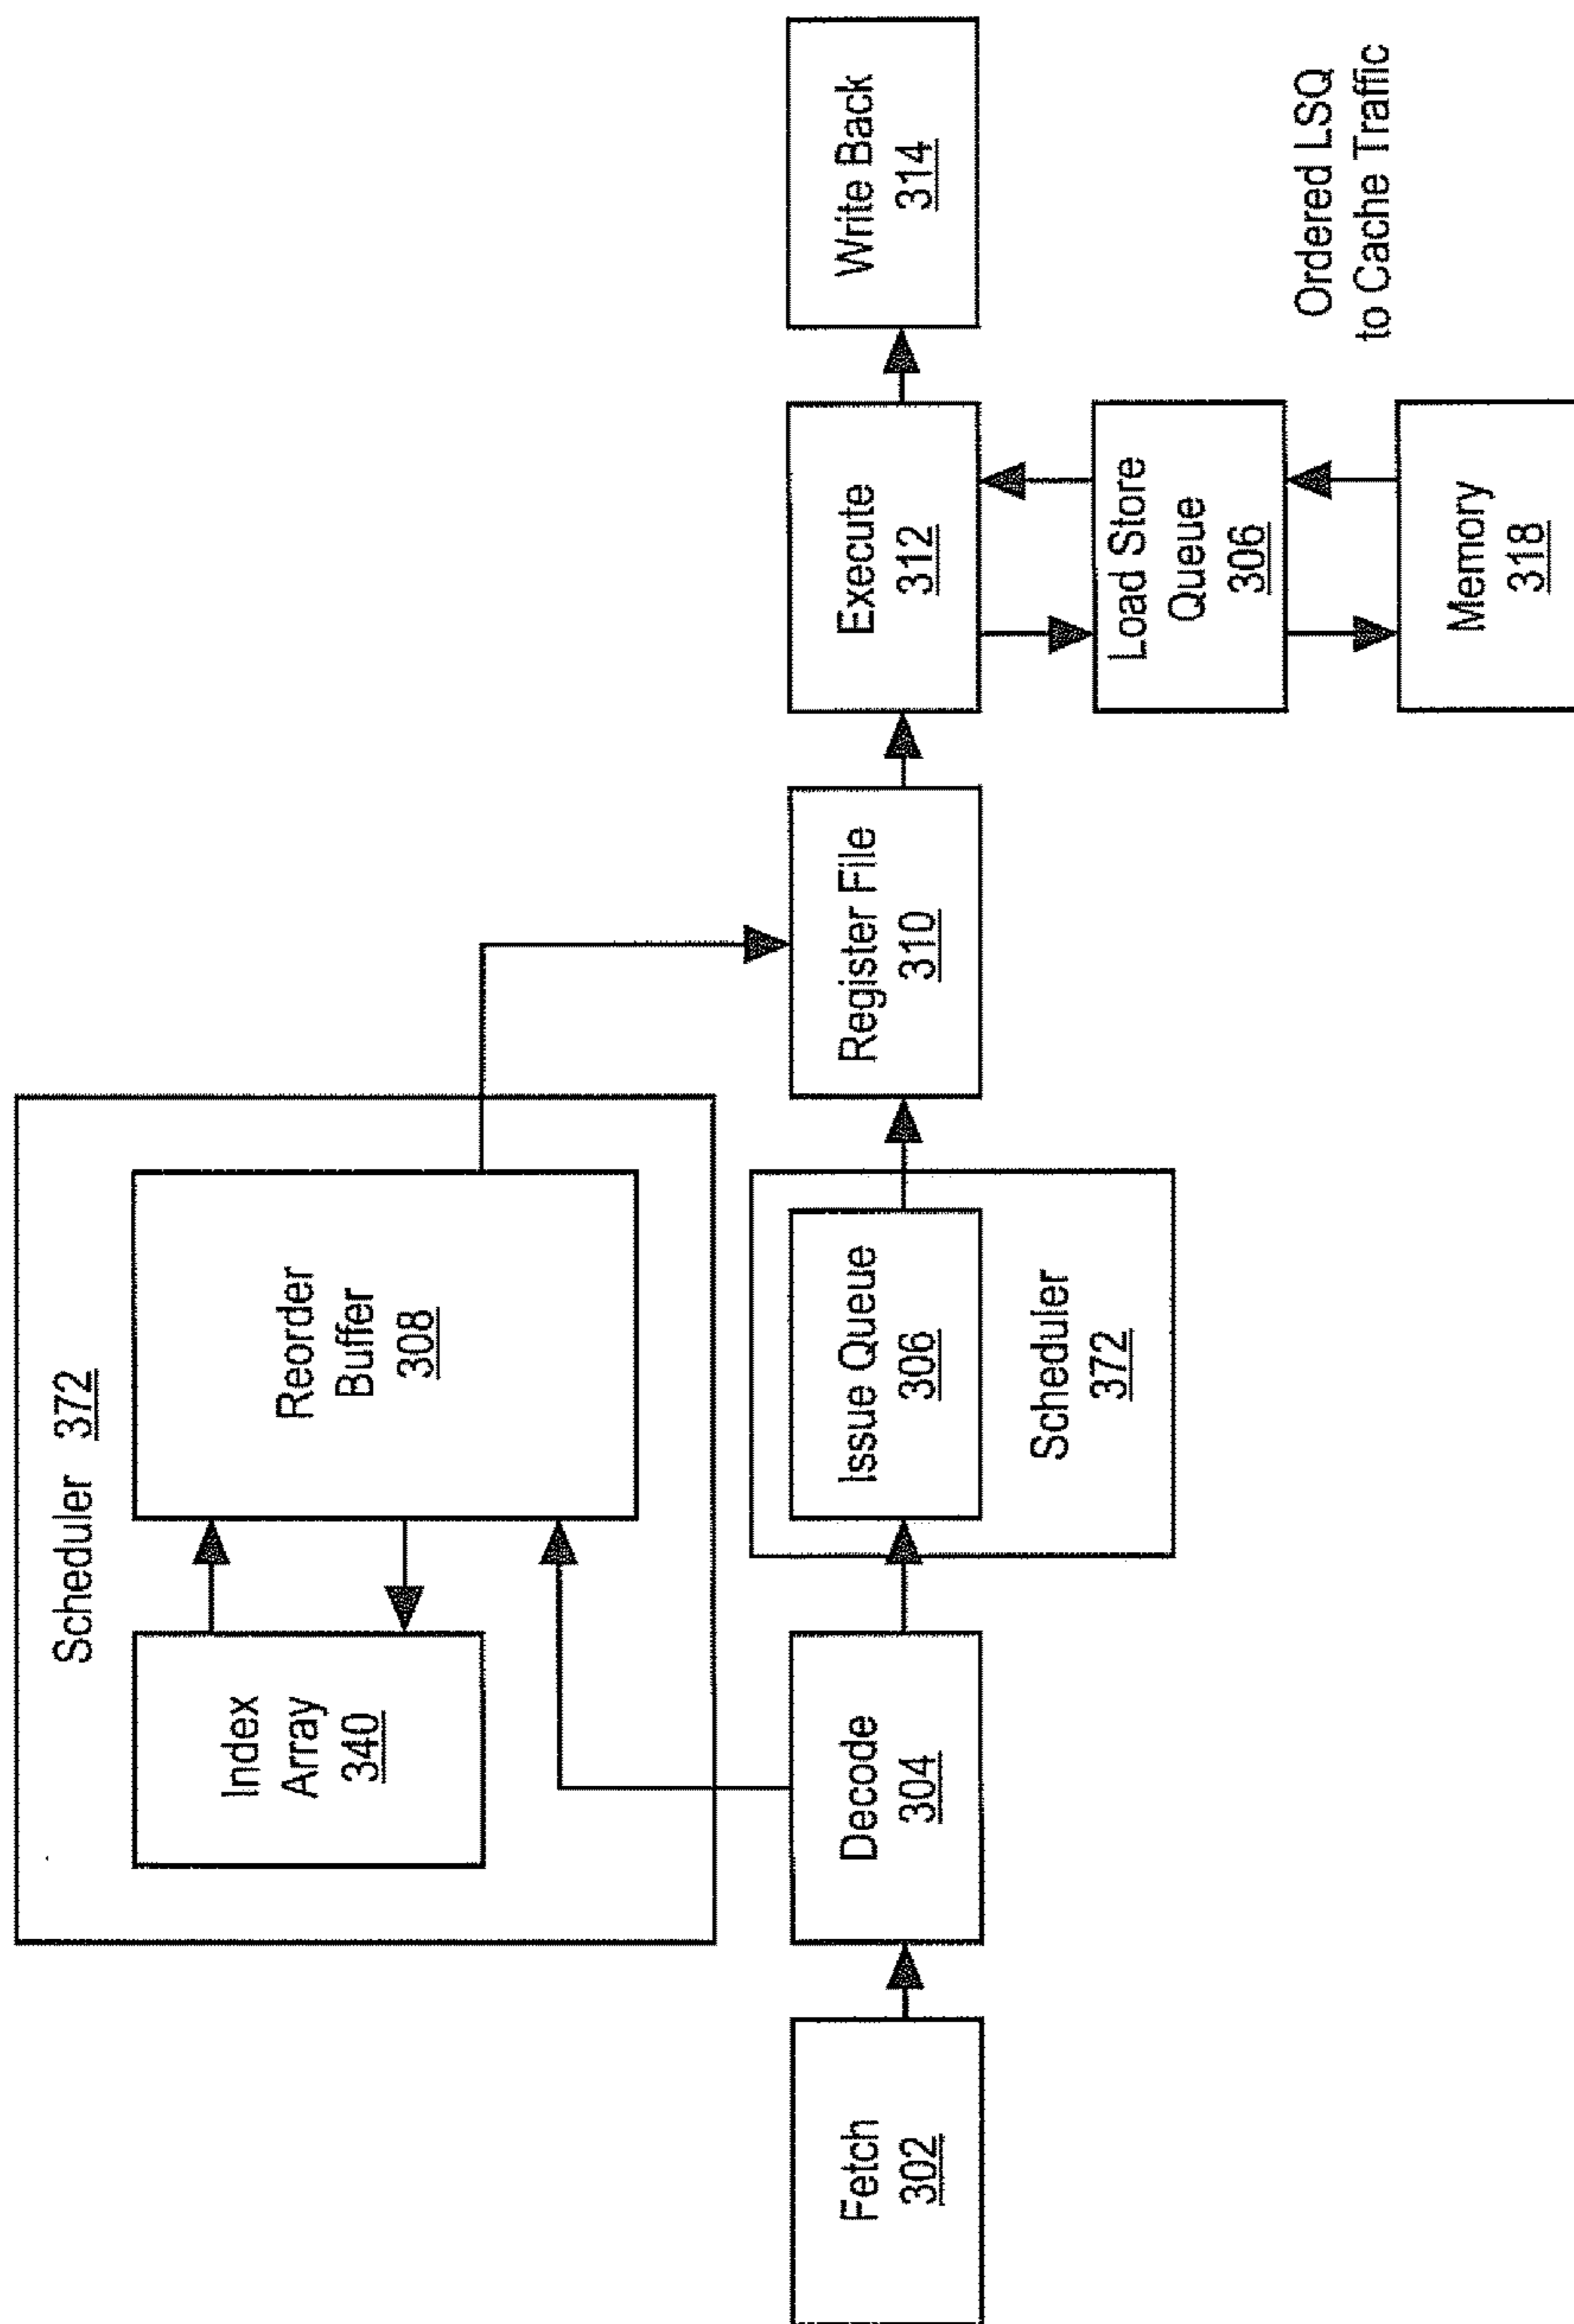 Scheduler 372
Index
Array
340
Reorder
Buffer
308
Fetch
302
Decode
304
Issue Queue
306
Scheduler
372
Register File
310
Execute
312
Write Back
314
Load Store
Queue
306
Memory
318
Ordered LSQ
to Cache Traffic